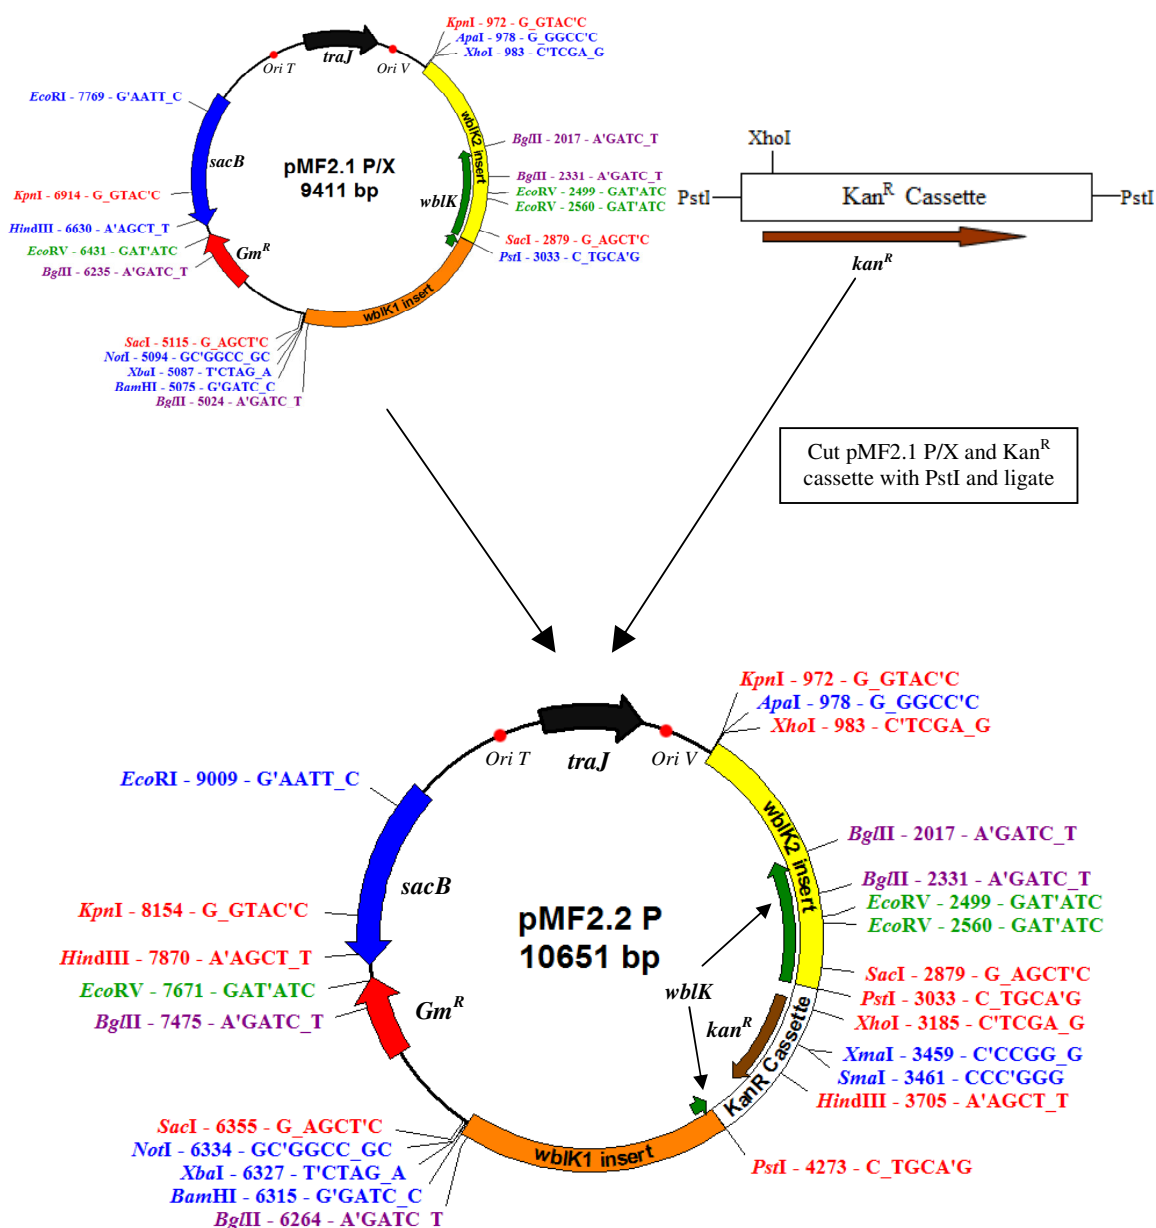 KpnI - 972 - G_GTAC'C
ApaI - 978 - G_GGCC'C
XhoI - 983 - C'TCGA_G
traJ
Ori T
Ori V
EcoRI - 7769 - G'AATT_C
wblK2 insert
BglII - 2017 - A'GATC_T
sacB
pMF2.1 P/X
9411 bp
BglII - 2331 - A'GATC_T
EcoRV - 2499 - GAT'ATC
EcoRV - 2560 - GAT'ATC
wblK
KpnI - 6914 - G_GTAC'C
HindIII - 6630 - A'AGCT_T
EcoRV - 6431 - GAT'ATC
BglII - 6235 - A'GATC_T
GmR
SacI - 2879 - G_AGCT'C
PstI - 3033 - C_TGCA'G
wblK1 insert
SacI - 5115 - G_AGCT'C
NotI - 5094 - GC'GGCC_GC
XbaI - 5087 - T'CTAG_A
BamHI - 5075 - G'GATC_C
BglII - 5024 - A'GATC_T
XhoI
PstI
KanR Cassette
PstI
kanR
Cut pMF2.1 P/X and KanR
cassette with PstI and ligate
KpnI - 972 - G_GTAC'C
ApaI - 978 - G_GGCC'C
XhoI - 983 - C'TCGA_G
Ori T
traJ
Ori V
EcoRI - 9009 - G'AATT_C
wblK2 insert
BglII - 2017 - A'GATC_T
sacB
BglII - 2331 - A'GATC_T
EcoRV - 2499 - GAT'ATC
EcoRV - 2560 - GAT'ATC
KpnI - 8154 - G_GTAC'C
pMF2.2 P
10651 bp
HindIII - 7870 - A'AGCT_T
EcoRV - 7671 - GAT'ATC
BglII - 7475 - A'GATC_T
GmR
wblK
kanR
SacI - 2879 - G_AGCT'C
PstI - 3033 - C_TGCA'G
XhoI - 3185 - C'TCGA_G
KanR Cassette
XmaI - 3459 - C'CCGG_G
SmaI - 3461 - CCC'GGG
HindIII - 3705 - A'AGCT_T
SacI - 6355 - G_AGCT'C
NotI - 6334 - GC'GGCC_GC
XbaI - 6327 - T'CTAG_A
BamHI - 6315 - G'GATC_C
BglII - 6264 - A'GATC_T
wblK1 insert
PstI - 4273 - C_TGCA'G